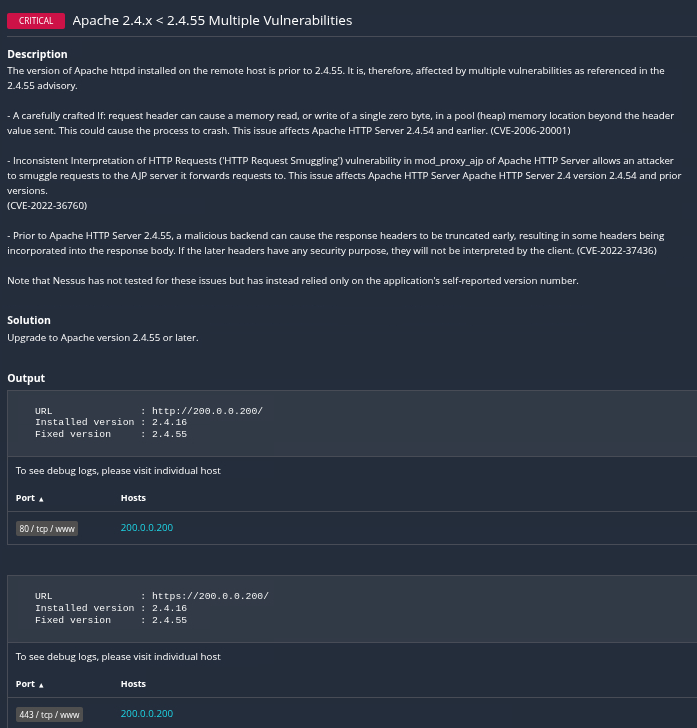 CRITICAL Apache 2.4.x < 2.4.55 Multiple Vulnerabilities
Description
The version of Apache httpd installed on the remote host is prior to 2.4.55. It is, therefore, affected by multiple vulnerabilities as referenced in the
2.4.55 advisory.
- A carefully crafted If: request header can cause a memory read, or write of a single zero byte, in a pool (heap) memory location beyond the header
value sent. This could cause the process to crash. This issue affects Apache HTTP Server 2.4.54 and earlier. (CVE-2006-20001)
- Inconsistent Interpretation of HTTP Requests ('HTTP Request Smuggling') vulnerability in mod_proxy_ajp of Apache HTTP Server allows an attacker
to smuggle requests to the AJP server it forwards requests to. This issue affects Apache HTTP Server Apache HTTP Server 2.4 version 2.4.54 and prior
versions.
(CVE-2022-36760)
- Prior to Apache HTTP Server 2.4.55, a malicious backend can cause the response headers to be truncated early, resulting in some headers being
incorporated into the response body. If the later headers have any security purpose, they will not be interpreted by the client. (CVE-2022-37436)
Note that Nessus has not tested for these issues but has instead relied only on the application's self-reported version number.
Solution
Upgrade to Apache version 2.4.55 or later.
Output
URL : http://200.0.0.200/
Installed version : 2.4.16
Fixed version : 2.4.55
To see debug logs, please visit individual host
Port ▲ Hosts
80 / tcp / www 200.0.0.200
URL : https://200.0.0.200/
Installed version : 2.4.16
Fixed version : 2.4.55
To see debug logs, please visit individual host
Port ▲ Hosts
443 / tcp / www 200.0.0.200